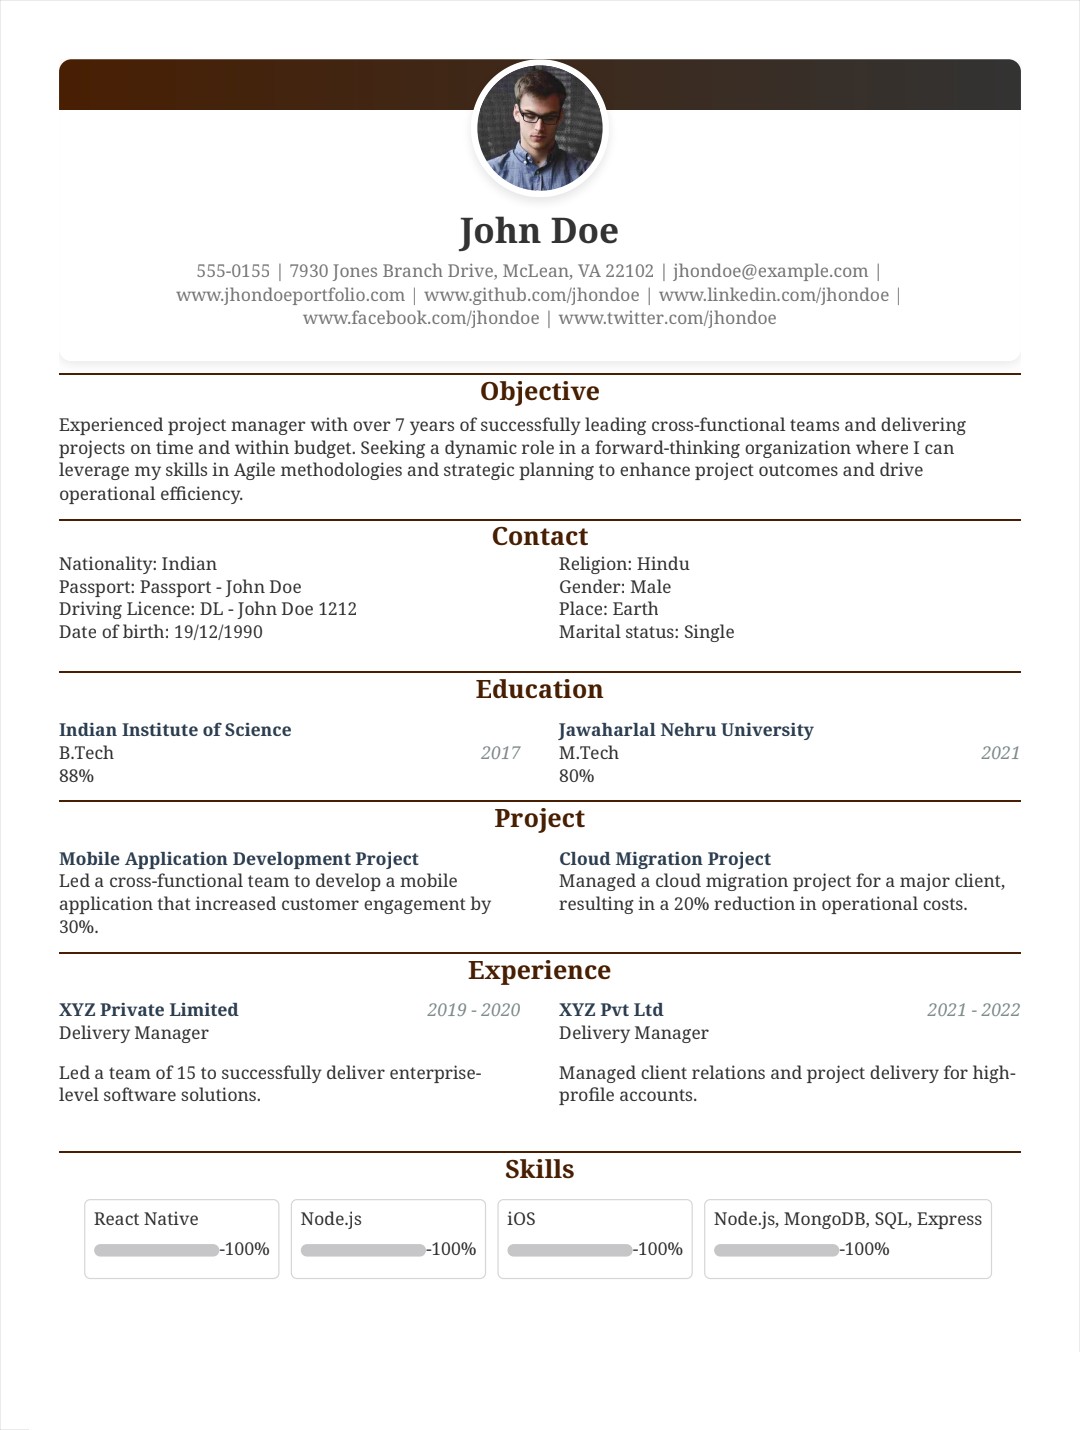 John Doe
555-0155 | 7930 Jones Branch Drive, McLean, VA 22102 | jhondoe@example.com |
www.jhondoeportfolio.com | www.github.com/jhondoe | www.linkedin.com/jhondoe |
www.facebook.com/jhondoe | www.twitter.com/jhondoe
Objective
Experienced project manager with over 7 years of successfully leading cross-functional teams and delivering
projects on time and within budget. Seeking a dynamic role in a forward-thinking organization where I can
leverage my skills in Agile methodologies and strategic planning to enhance project outcomes and drive
operational efficiency.
Contact
Nationality: Indian
Passport: Passport - John Doe
Driving Licence: DL - John Doe 1212
Date of birth: 19/12/1990
Religion: Hindu
Gender: Male
Place: Earth
Marital status: Single
Education
Indian Institute of Science
B.Tech 2017
88%
Jawaharlal Nehru University
M.Tech 2021
80%
Project
Mobile Application Development Project
Led a cross-functional team to develop a mobile
application that increased customer engagement by
30%.
Cloud Migration Project
Managed a cloud migration project for a major client,
resulting in a 20% reduction in operational costs.
Experience
XYZ Private Limited 2019 - 2020
Delivery Manager
Led a team of 15 to successfully deliver enterprise-
level software solutions.
XYZ Pvt Ltd 2021 - 2022
Delivery Manager
Managed client relations and project delivery for high-
profile accounts.
Skills
React Native
-100%
Node.js
-100%
iOS
-100%
Node.js, MongoDB, SQL, Express
-100%